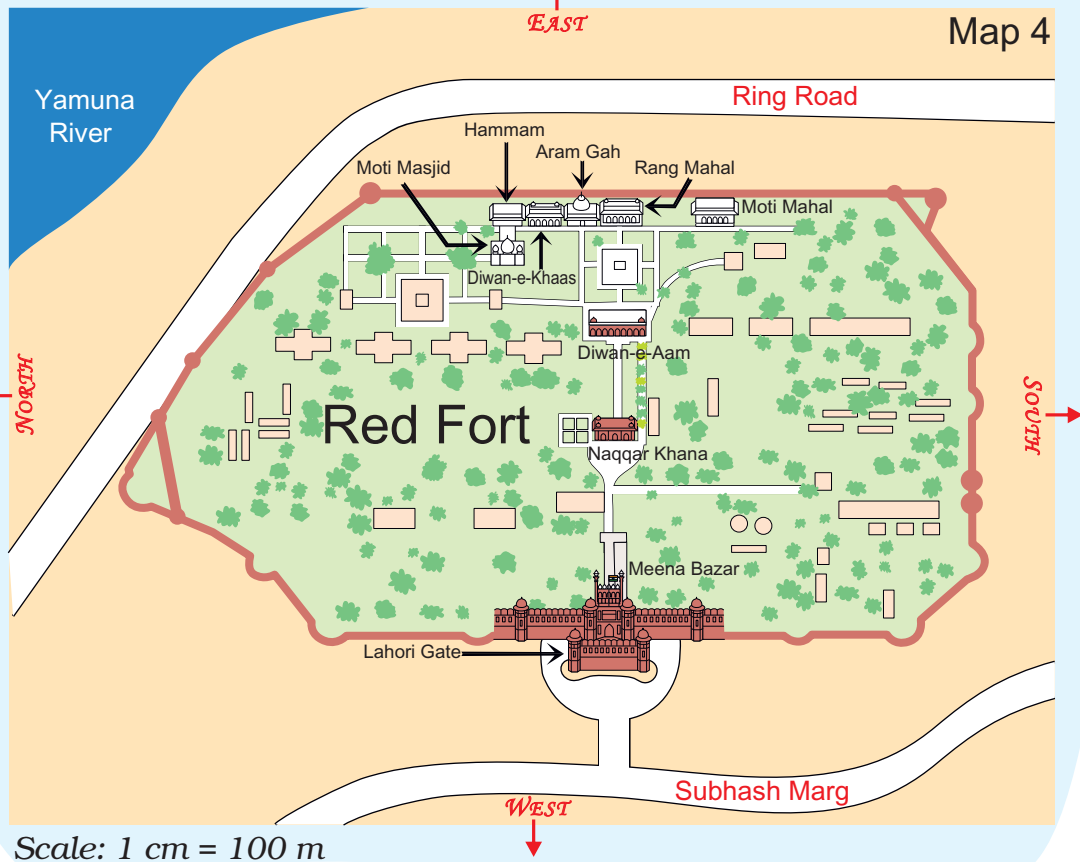 EAST
Map 4
Yamuna
River
Ring Road
Hammam
Aram Gah
Moti Masjid
Rang Mahal
Moti Mahal
Diwan-e-Khaas
Diwan-e-Aam
NORTH
SOUTH
Red Fort
Naqqar Khana
Meena Bazar
Lahori Gate
Subhash Marg
WEST
Scale: 1 cm = 100 m